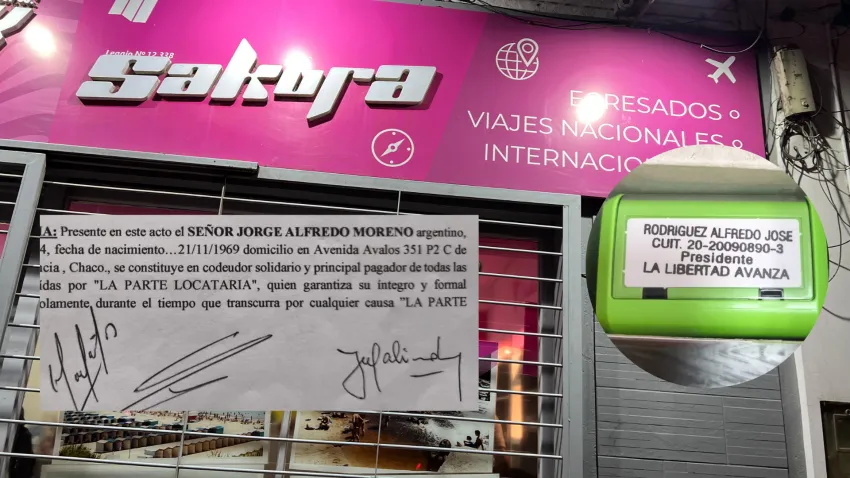 Legajo Nº 12.338
Sakura
EGRESADOS
VIAJES NACIONALES
A: Presente en este acto el SEÑOR JORGE ALFREDO MORENO argentino,
4, fecha de nacimiento…21/11/1969 domicilio en Avenida Avalos 351 P2 C de
ncia , Chaco., se constituye en codeudor solidario y principal pagador de todas las
idas por "LA PARTE LOCATARIA", quien garantiza su íntegro y formal
olamente, durante el tiempo que transcurra por cualquier causa "LA PARTE
RODRIGUEZ ALFREDO JOSE
CUIT. 20-20090890-3
Presidente
LA LIBERTAD AVANZA